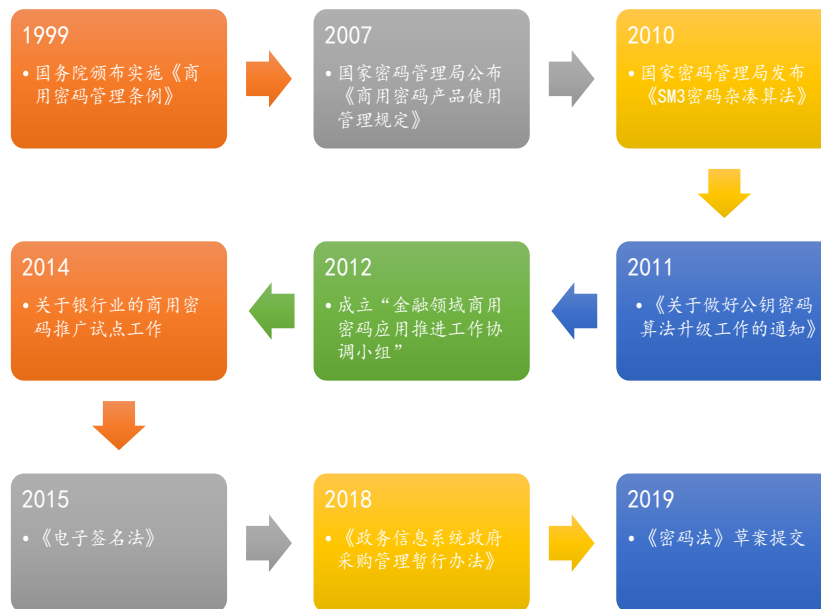 1999
• 国务院颁布实施《商
用密码管理条例》
2007
• 国家密码管理局公布
《商用密码产品使用
管理规定》
2010
• 国家密码管理局发布
《SM3密码杂凑算法》
2011
• 《关于做好公钥密码
算法升级工作的通知》
2012
• 成立“金融领域商用
密码应用推进工作协
调小组”
2014
• 关于银行业的商用密
码推广试点工作
2015
• 《电子签名法》
2018
• 《政务信息系统政府
采购管理暂行办法》
2019
• 《密码法》草案提交